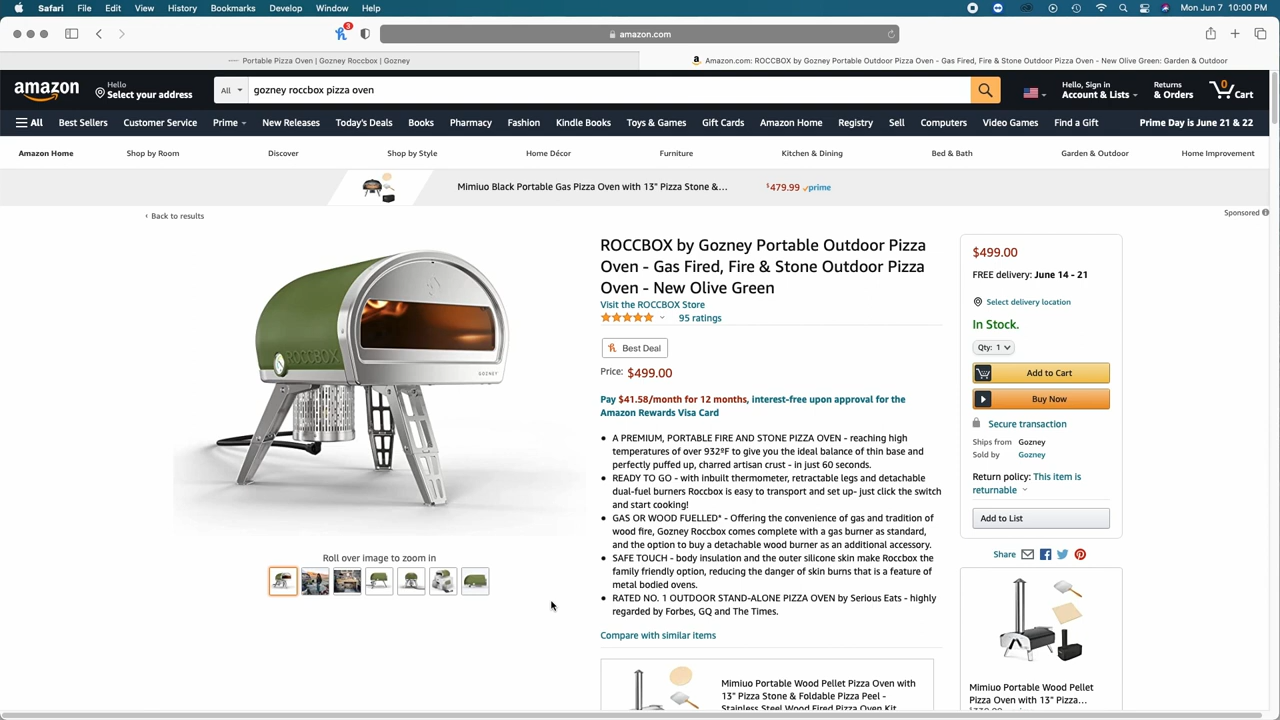 Safari File Edit View History Bookmarks Develop Window Help
Mon Jun 7 10:00 PM
3
amazon.com
Portable Pizza Oven | Gozney Roccbox | Gozney
Amazon.com: ROCCBOX by Gozney Portable Outdoor Pizza Oven - Gas Fired, Fire & Stone Outdoor Pizza Oven - New Olive Green: Garden & Outdoor
amazon
Hello
Select your address
All
gozney roccbox pizza oven
Hello, Sign in
Account & Lists
Returns
& Orders
0
Cart
All Best Sellers Customer Service Prime New Releases Today's Deals Books Pharmacy Fashion Kindle Books Toys & Games Gift Cards Amazon Home Registry Sell Computers Video Games Find a Gift Prime Day is June 21 & 22
Amazon Home Shop by Room Discover Shop by Style Home Décor Furniture Kitchen & Dining Bed & Bath Garden & Outdoor Home Improvement
Mimiuo Black Portable Gas Pizza Oven with 13" Pizza Stone &... $479.99 prime
Sponsored
‹ Back to results
ROCCBOX
GOZNEY
Roll over image to zoom in
ROCCBOX by Gozney Portable Outdoor Pizza
Oven - Gas Fired, Fire & Stone Outdoor Pizza
Oven - New Olive Green
Visit the ROCCBOX Store
95 ratings
Best Deal
Price: $499.00
Pay $41.58/month for 12 months, interest-free upon approval for the
Amazon Rewards Visa Card
• A PREMIUM, PORTABLE FIRE AND STONE PIZZA OVEN - reaching high
temperatures of over 932ºF to give you the ideal balance of thin base and
perfectly puffed up, charred artisan crust - in just 60 seconds.
• READY TO GO - with inbuilt thermometer, retractable legs and detachable
dual-fuel burners Roccbox is easy to transport and set up- just click the switch
and start cooking!
• GAS OR WOOD FUELLED* - Offering the convenience of gas and tradition of
wood fire, Gozney Roccbox comes complete with a gas burner as standard,
and the option to buy a detachable wood burner as an additional accessory.
• SAFE TOUCH - body insulation and the outer silicone skin make Roccbox the
family friendly option, reducing the danger of skin burns that is a feature of
metal bodied ovens.
• RATED NO. 1 OUTDOOR STAND-ALONE PIZZA OVEN by Serious Eats - highly
regarded by Forbes, GQ and The Times.
Compare with similar items
Mimiuo Portable Wood Pellet Pizza Oven with
13" Pizza Stone & Foldable Pizza Peel -
Stainless Steel Wood Fired Pizza Oven Kit
$499.00
FREE delivery: June 14 - 21
Select delivery location
In Stock.
Qty: 1
Add to Cart
Buy Now
Secure transaction
Ships from Gozney
Sold by Gozney
Return policy: This item is
returnable
Add to List
Share
Mimiuo Portable Wood Pellet
Pizza Oven with 13" Pizza...